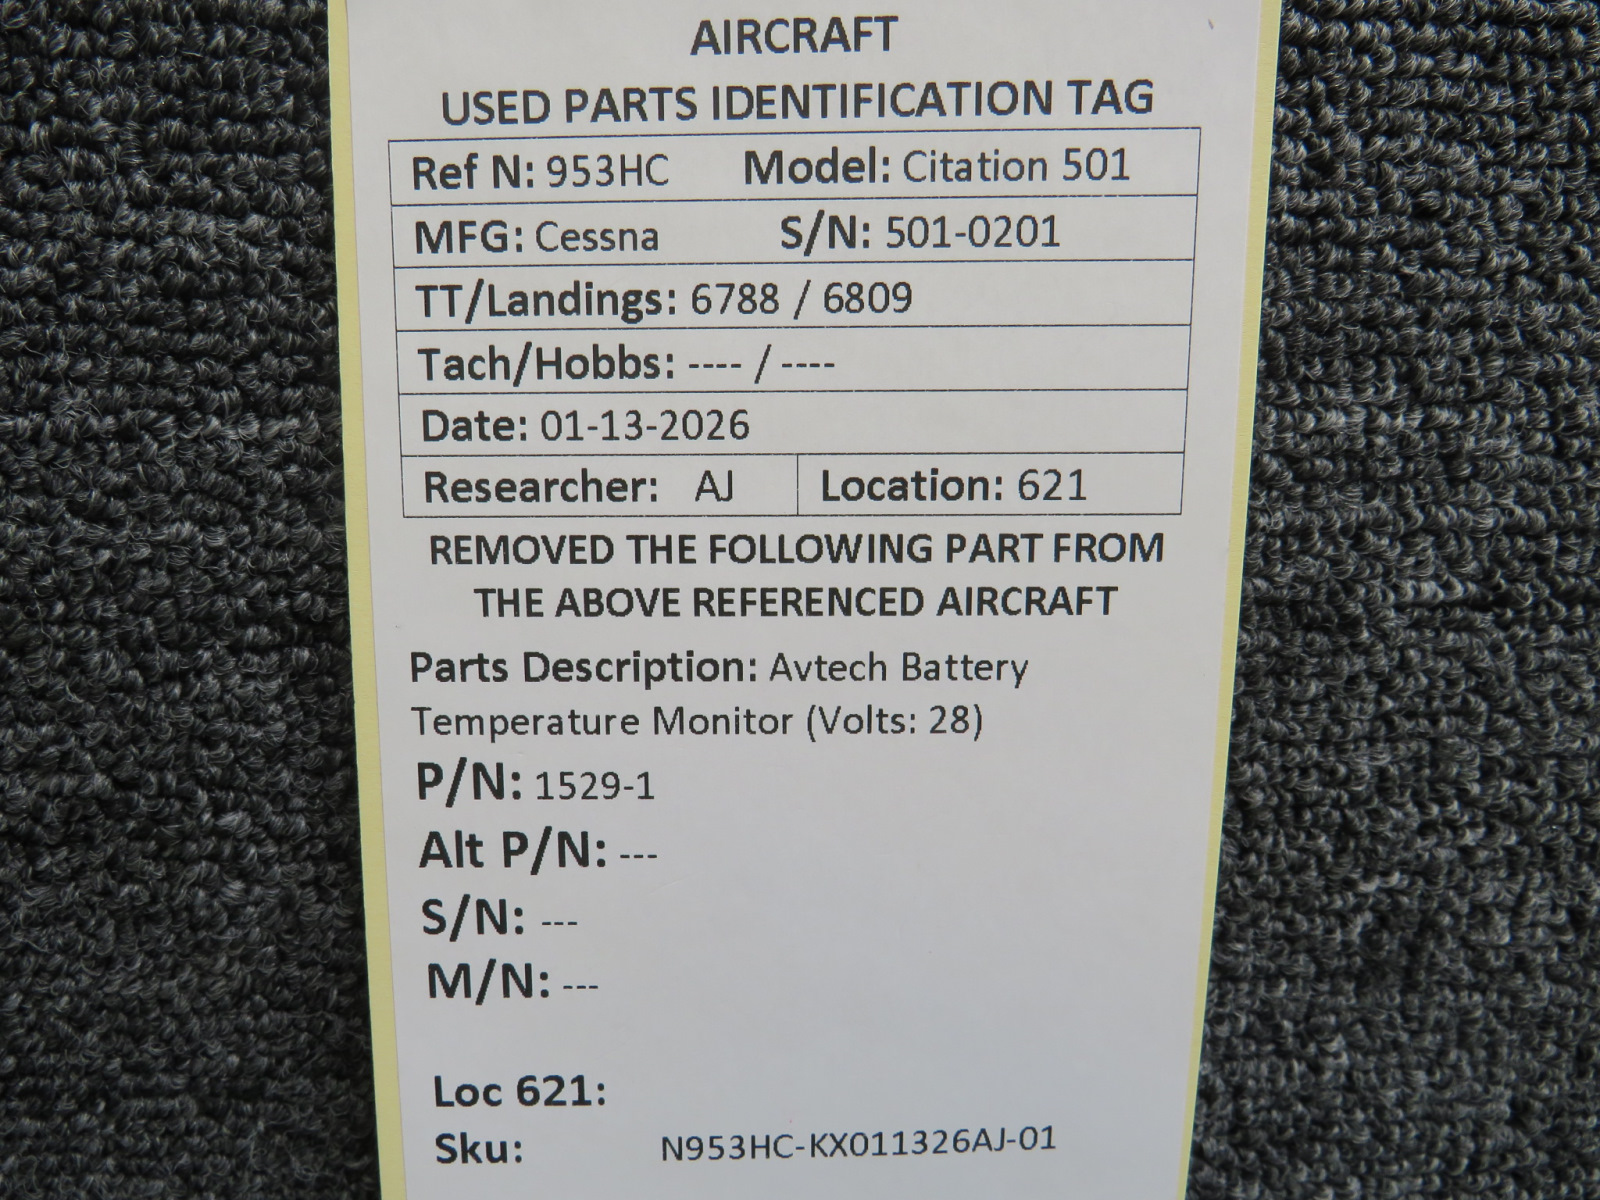 AIRCRAFT
USED PARTS IDENTIFICATION TAG
Ref N: 953HC Model: Citation 501
MFG: Cessna S/N: 501-0201
TT/Landings: 6788 / 6809
Tach/Hobbs: ---- / ----
Date: 01-13-2026
Researcher: AJ Location: 621
REMOVED THE FOLLOWING PART FROM
THE ABOVE REFERENCED AIRCRAFT
Parts Description: Avtech Battery
Temperature Monitor (Volts: 28)
P/N: 1529-1
Alt P/N: ---
S/N: ---
M/N: ---
Loc 621:
Sku: N953HC-KX011326AJ-01